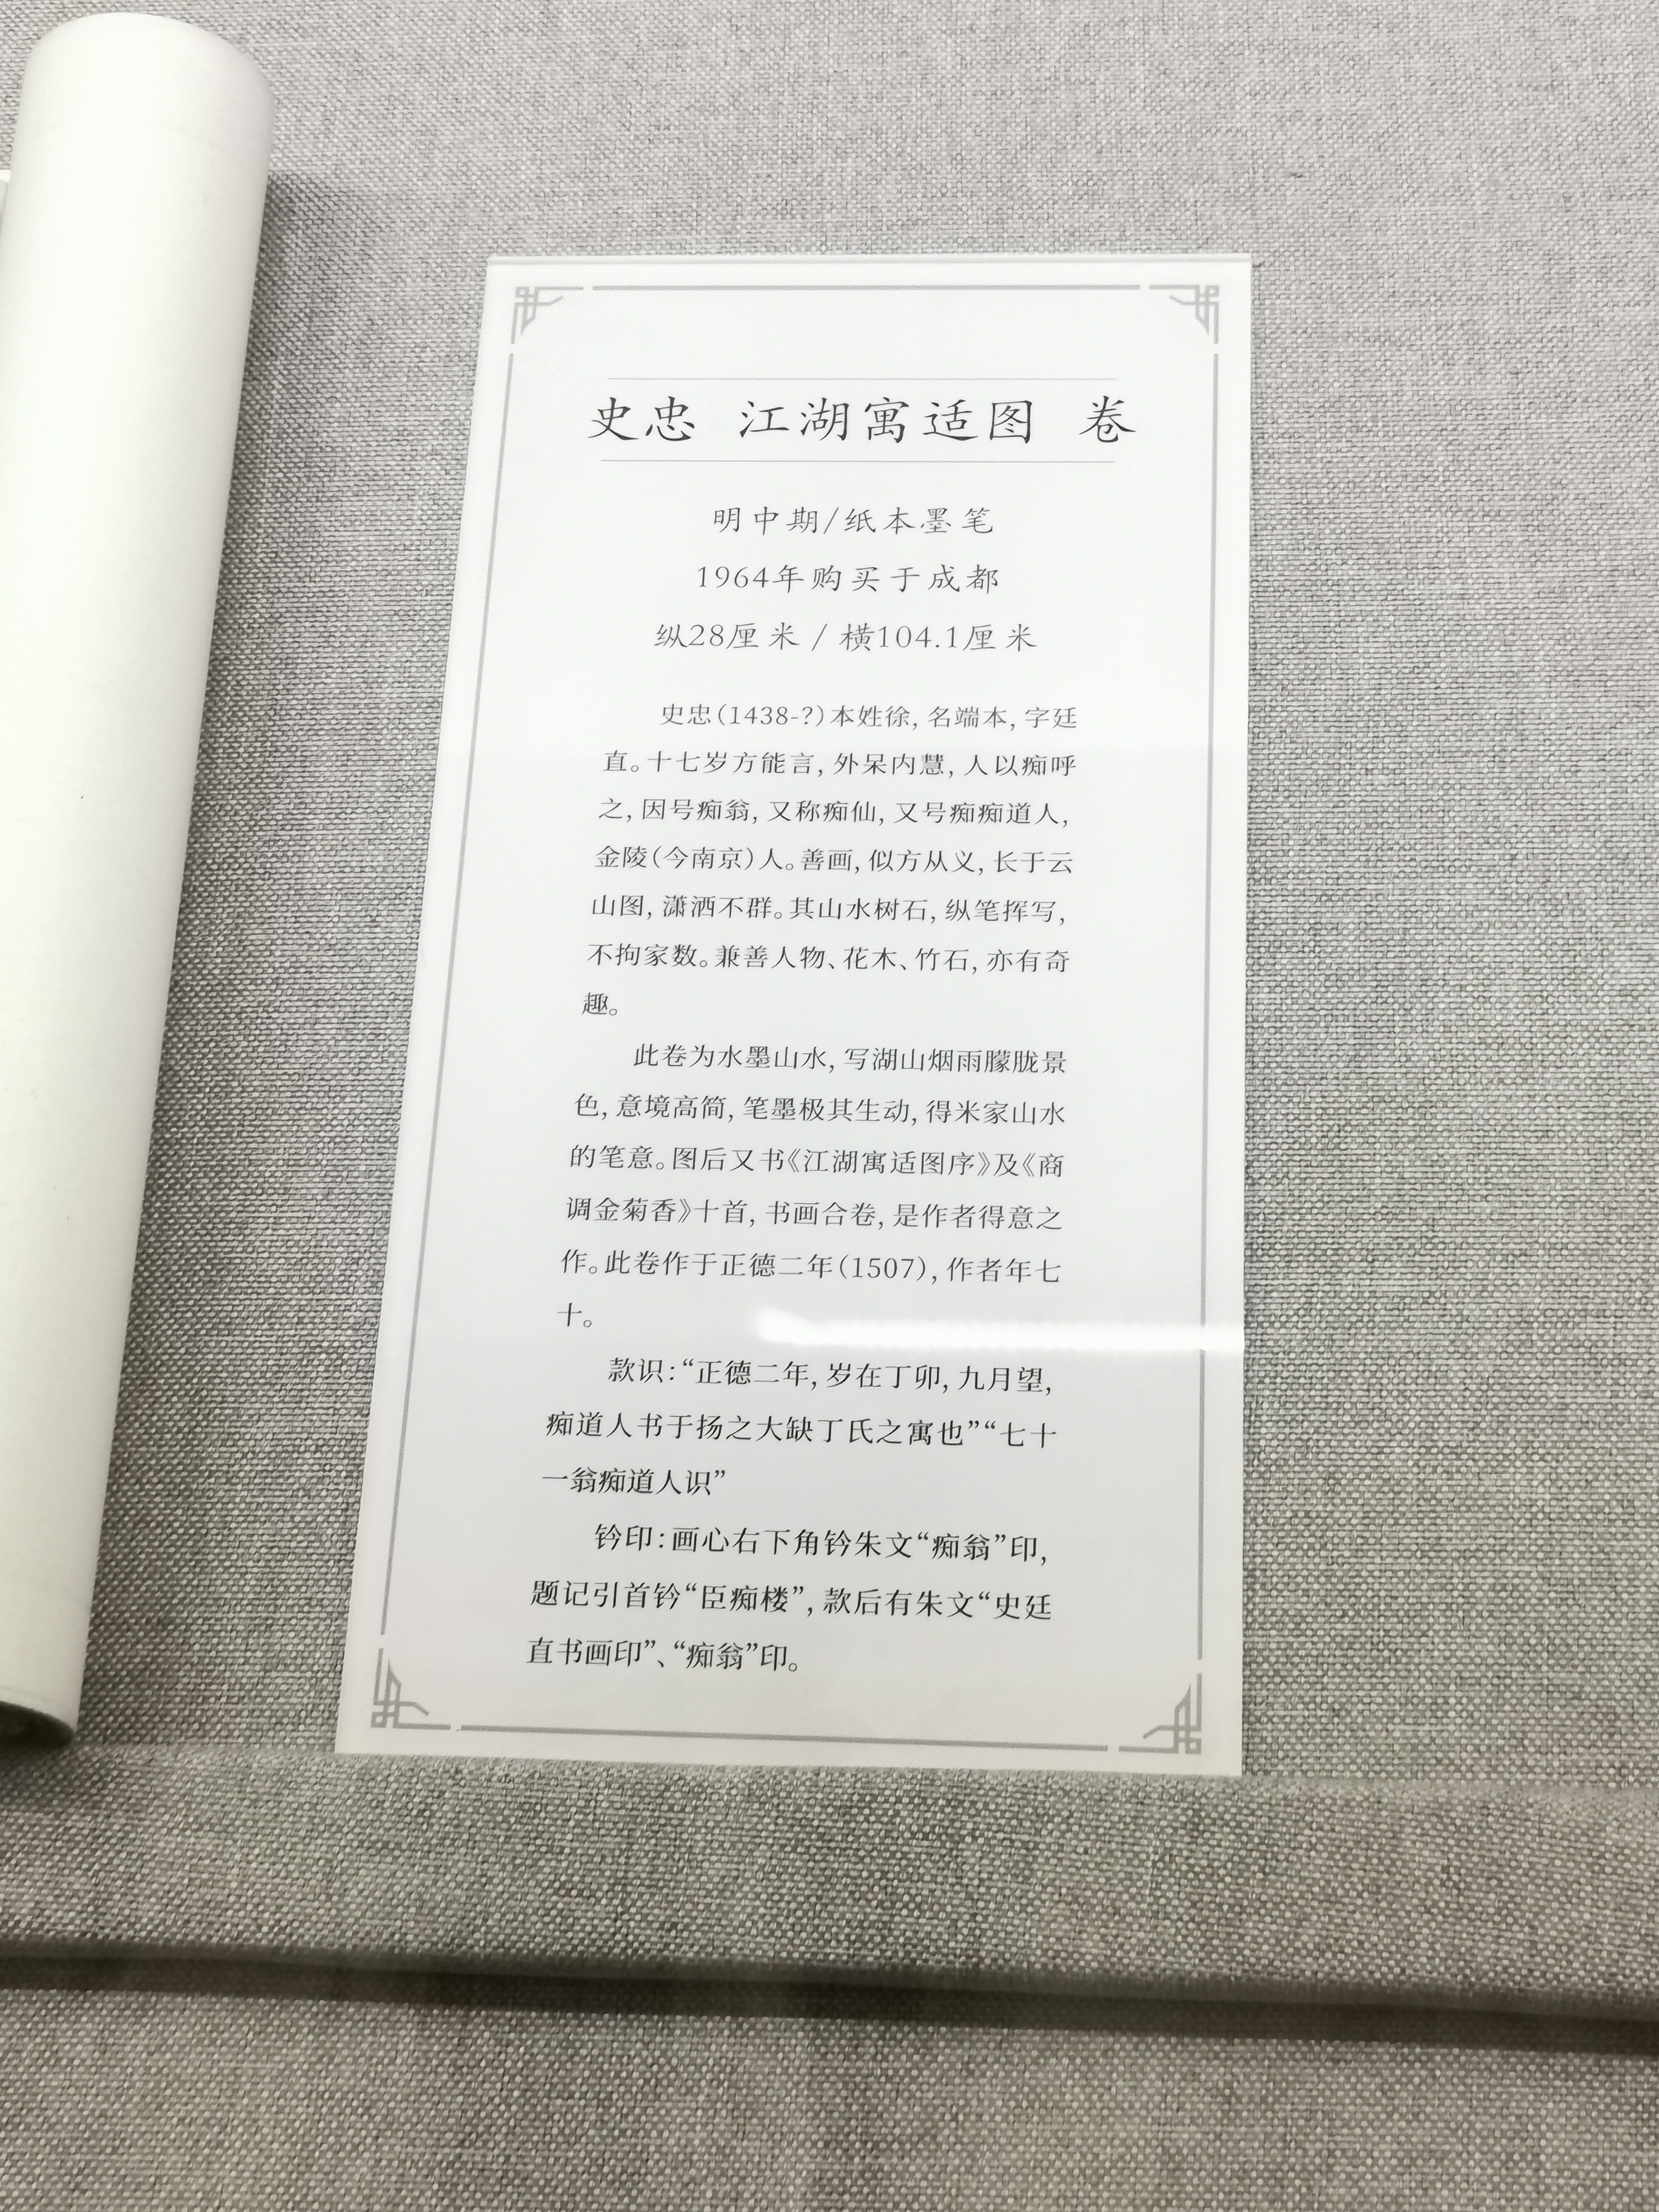 史忠 江湖寓适图 卷
明中期/纸本墨笔
1964年购买于成都
纵28厘米 / 横104.1厘米
史忠（1438-?）本姓徐，名端本，字廷
直。十七岁方能言，外呆内慧，人以痴呼
之，因号痴翁，又称痴仙，又号痴痴道人，
金陵（今南京）人。善画，似方从义，长于云
山图，潇洒不群。其山水树石，纵笔挥写，
不拘家数。兼善人物、花木、竹石，亦有奇
趣。
此卷为水墨山水，写湖山烟雨朦胧景
色，意境高简，笔墨极其生动，得米家山水
的笔意。图后又书《江湖寓适图序》及《商
调金菊香》十首，书画合卷，是作者得意之
作。此卷作于正德二年（1507），作者年七
十。
款识：“正德二年，岁在丁卯，九月望，
痴道人书于扬之大缺丁氏之寓也”“七十
一翁痴道人识”
钤印：画心右下角钤朱文“痴翁”印，
题记引首钤“臣痴楼”，款后有朱文“史廷
直书画印”、“痴翁”印。